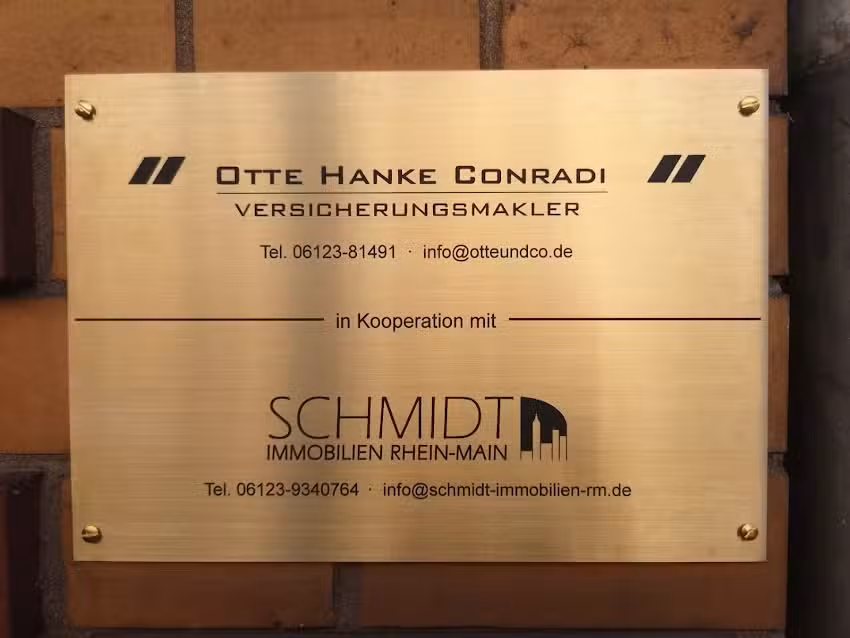 OTTE HANKE CONRADI
VERSICHERUNGSMAKLER
Tel. 06123-81491 · info@otteundco.de
in Kooperation mit
SCHMIDT
IMMOBILIEN RHEIN-MAIN
Tel. 06123-9340764 · info@schmidt-immobilien-rm.de